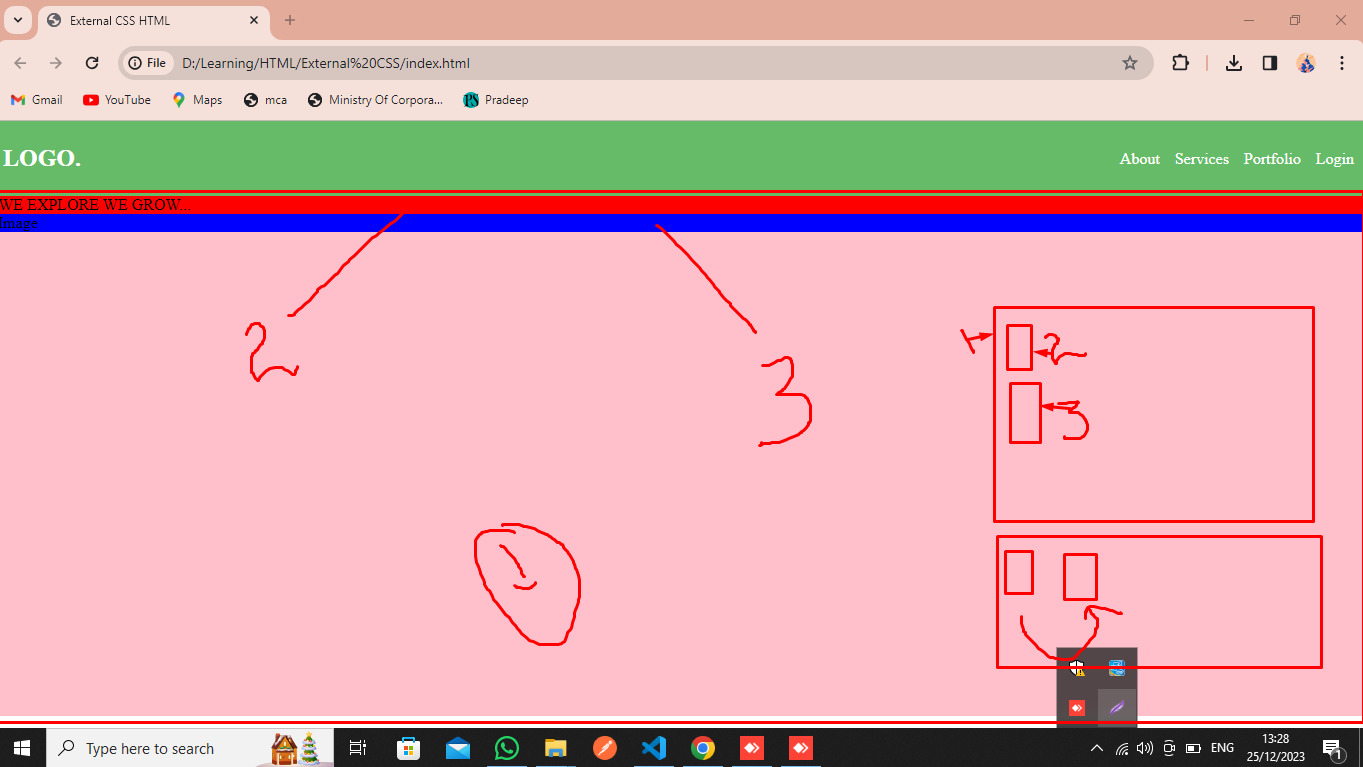 External CSS HTML
File D:/Learning/HTML/External%20CSS/index.html
Gmail YouTube Maps mca Ministry Of Corpora... Pradeep
LOGO. About Services Portfolio Login
WE EXPLORE WE GROW...
Image
2
3
1
2
3
Type here to search
ENG
13:28
25/12/2023
1